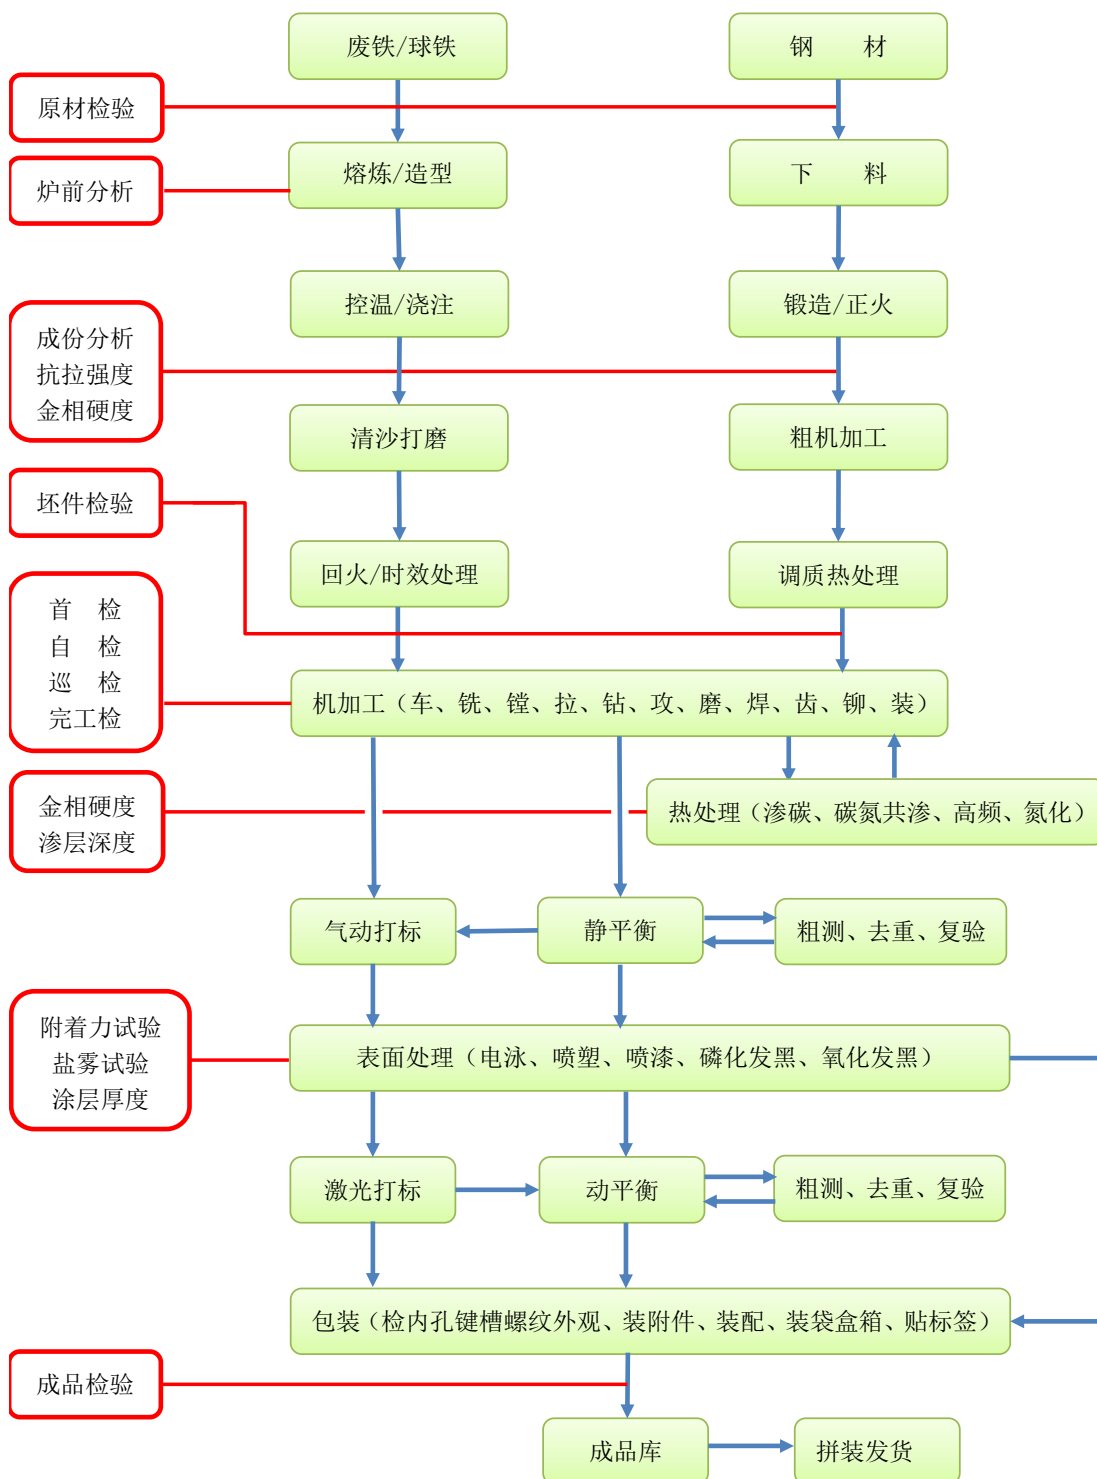 废铁/球铁
钢 材
原材检验
炉前分析
熔炼/造型
下 料
控温/浇注
锻造/正火
成份分析
抗拉强度
金相硬度
清沙打磨
粗机加工
坯件检验
回火/时效处理
调质热处理
首 检
自 检
巡 检
完工检
机加工（车、铣、镗、拉、钻、攻、磨、焊、齿、铆、装）
金相硬度
渗层深度
热处理（渗碳、碳氮共渗、高频、氮化）
气动打标
静平衡
粗测、去重、复验
附着力试验
盐雾试验
涂层厚度
表面处理（电泳、喷塑、喷漆、磷化发黑、氧化发黑）
激光打标
动平衡
粗测、去重、复验
包装（检内孔键槽螺纹外观、装附件、装配、装袋盒箱、贴标签）
成品检验
成品库
拼装发货